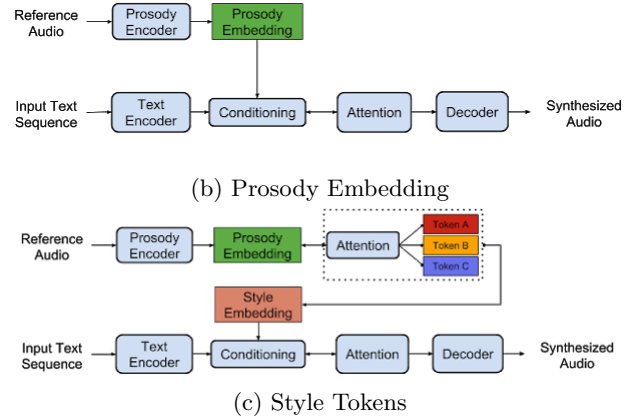 Reference
Audio
Prosody
Encoder
Prosody
Embedding
Input Text
Sequence
Text
Encoder
Conditioning
Attention
Decoder
Synthesized
Audio
(b) Prosody Embedding
Reference
Audio
Prosody
Encoder
Prosody
Embedding
Attention
Token A
Token B
Token C
Style
Embedding
Input Text
Sequence
Text
Encoder
Conditioning
Attention
Decoder
Synthesized
Audio
(c) Style Tokens